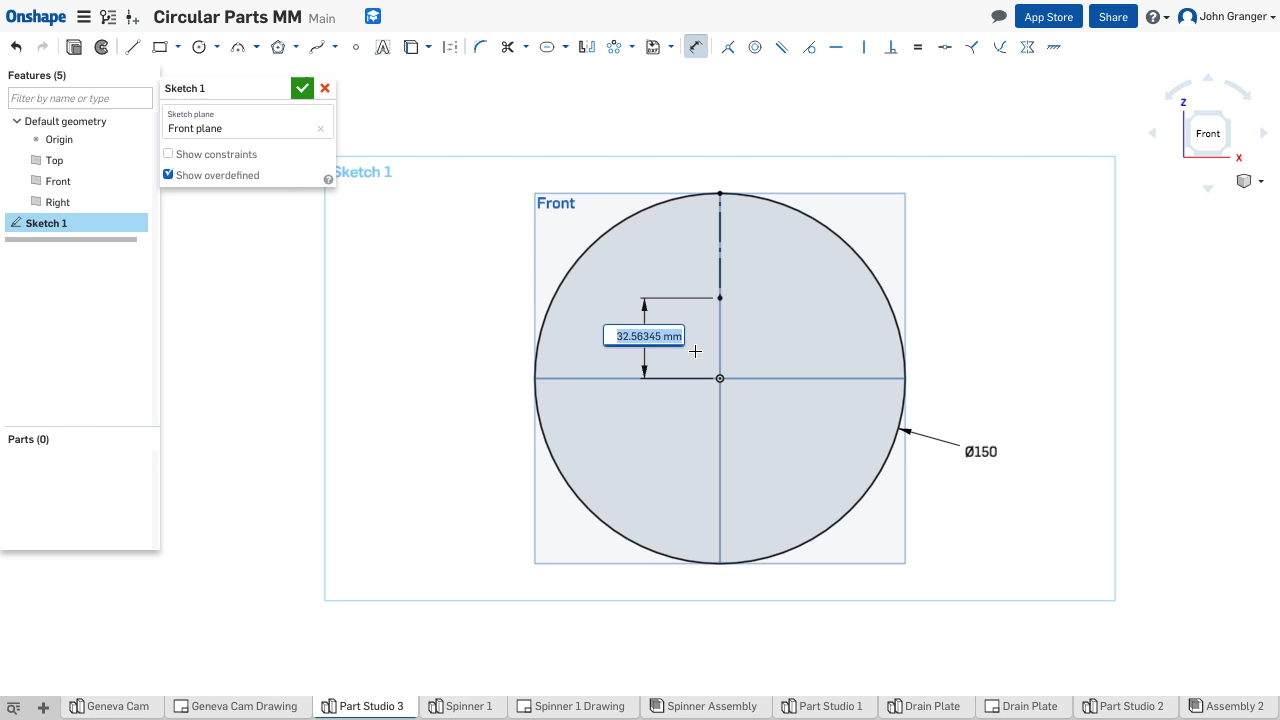 Onshape
Circular Parts MM Main
App Store
Share
John Granger
Features (5)
Filter by name or type
Default geometry
Origin
Top
Front
Right
Sketch 1
Parts (0)
Sketch 1
Sketch plane
Front plane
Show constraints
Show overdefined
Sketch 1
Front
32.56345 mm
Ø150
Z
Front
X
Geneva Cam
Geneva Cam Drawing
Part Studio 3
Spinner 1
Spinner 1 Drawing
Spinner Assembly
Part Studio 1
Drain Plate
Drain Plate
Part Studio 2
Assembly 2